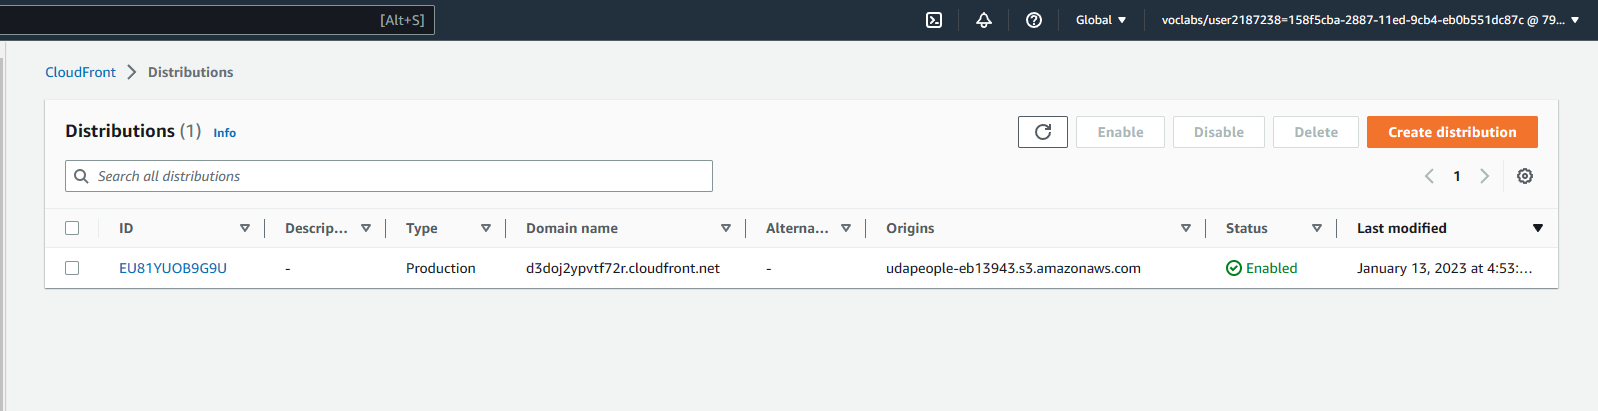 [Alt+S] Global voclabs/user2187238=158f5cba-2887-11ed-9cb4-eb0b551dc87c @ 79...
CloudFront Distributions
Distributions (1) Info Enable Disable Delete Create distribution
Search all distributions 1
ID Descrip... Type Domain name Alterna... Origins Status Last modified
EU81YUOB9G9U - Production d3doj2ypvtf72r.cloudfront.net - udapeople-eb13943.s3.amazonaws.com Enabled January 13, 2023 at 4:53:...